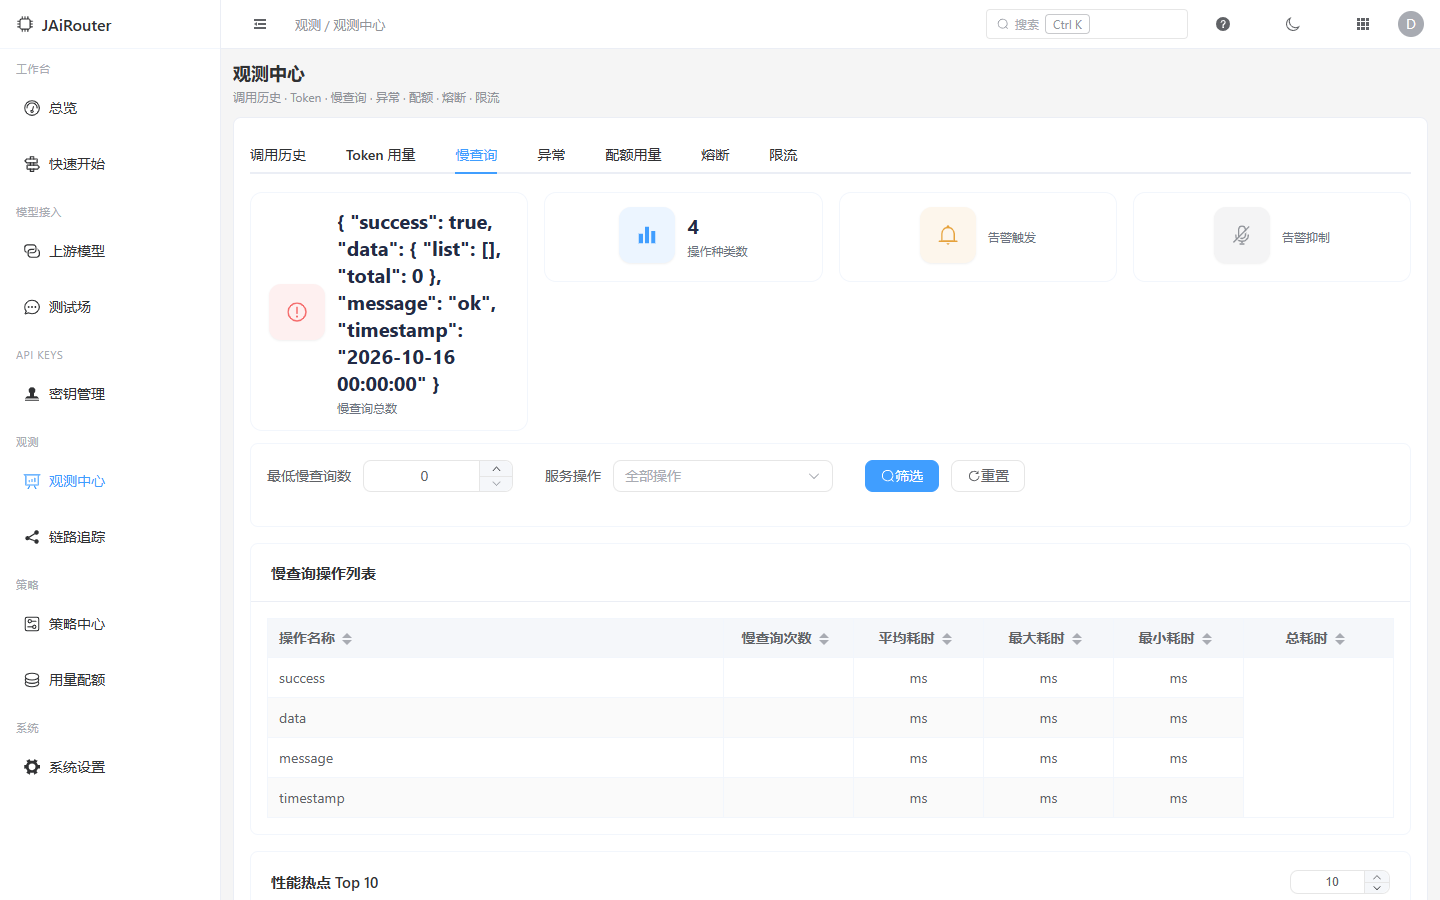 JAiRouter
观测 / 观测中心
搜索 Ctrl K
D
工作台
总览
快速开始
模型接入
上游模型
测试场
API KEYS
密钥管理
观测
观测中心
链路追踪
策略
策略中心
用量配额
系统
系统设置
观测中心
调用历史 · Token · 慢查询 · 异常 · 配额 · 熔断 · 限流
调用历史 Token 用量 慢查询 异常 配额用量 熔断 限流
{ "success": true,
"data": { "list": [],
"total": 0 },
"message": "ok",
"timestamp":
"2026-10-16
00:00:00" }
慢查询总数
4
操作种类数
告警触发
告警抑制
最低慢查询数 0 服务操作 全部操作 筛选 重置
慢查询操作列表
操作名称 慢查询次数 平均耗时 最大耗时 最小耗时 总耗时
success ms ms ms
data ms ms ms
message ms ms ms
timestamp ms ms ms
性能热点 Top 10 10